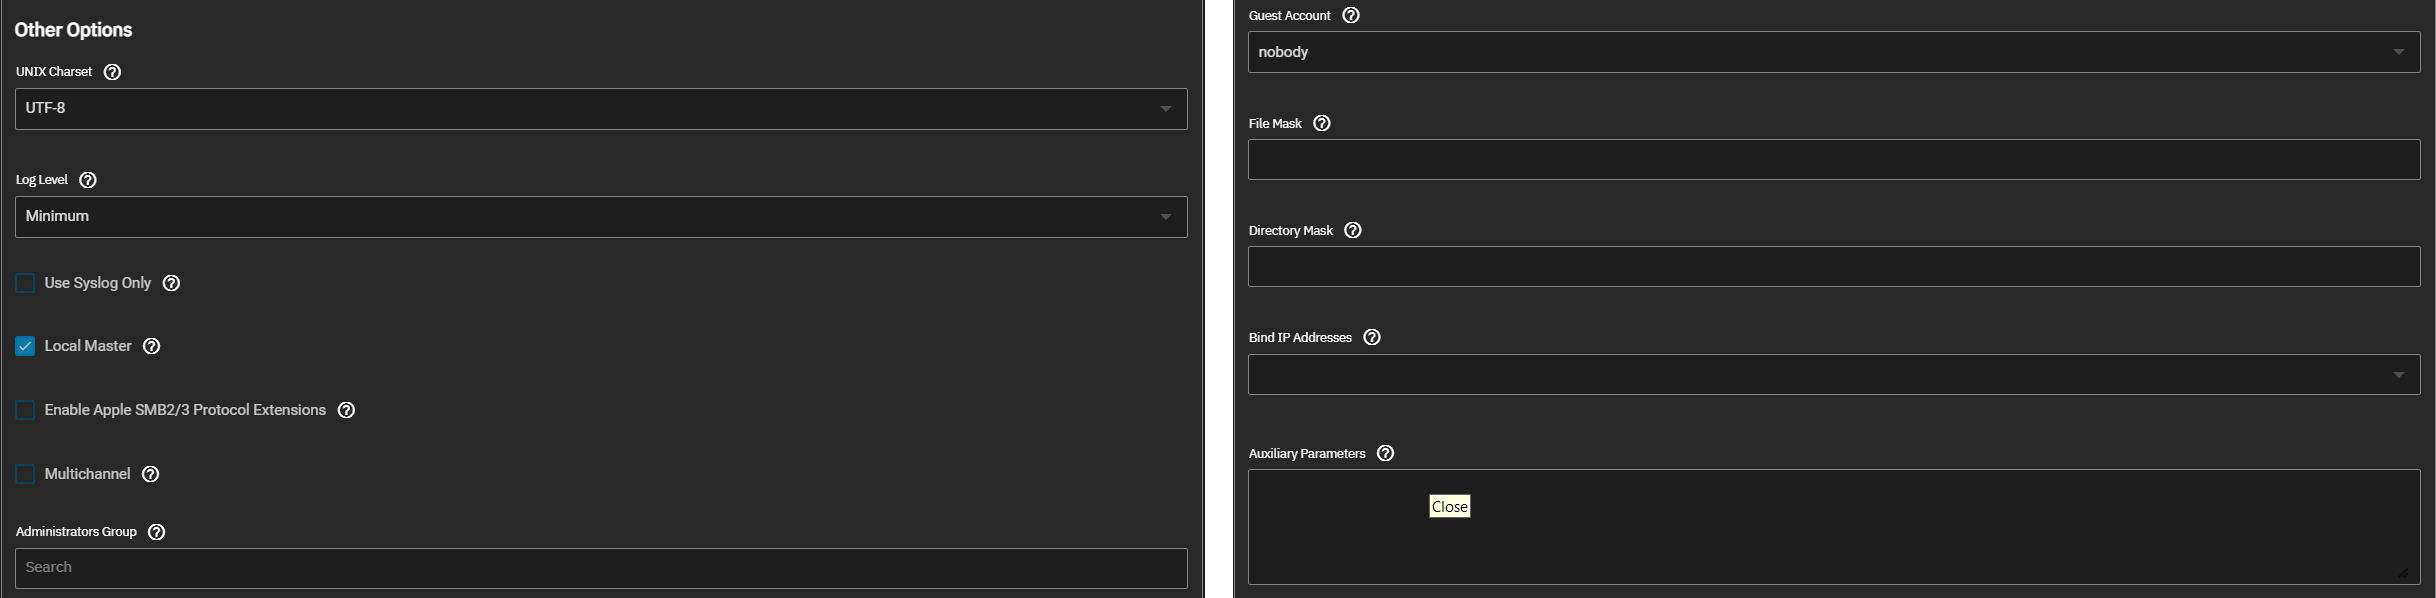 Other Options
UNIX Charset
UTF-8
Log Level
Minimum
Use Syslog Only
Local Master
Enable Apple SMB2/3 Protocol Extensions
Multichannel
Administrators Group
Search
Guest Account
nobody
File Mask
Directory Mask
Bind IP Addresses
Auxiliary Parameters
Close